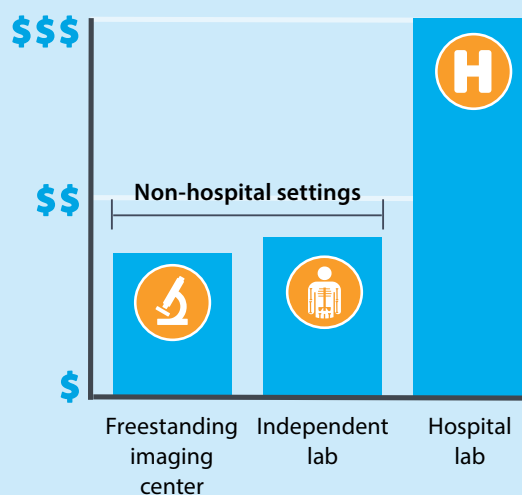 $$$
H
$$
Non-hospital settings
$
Freestanding
imaging
center
Independent
lab
Hospital
lab